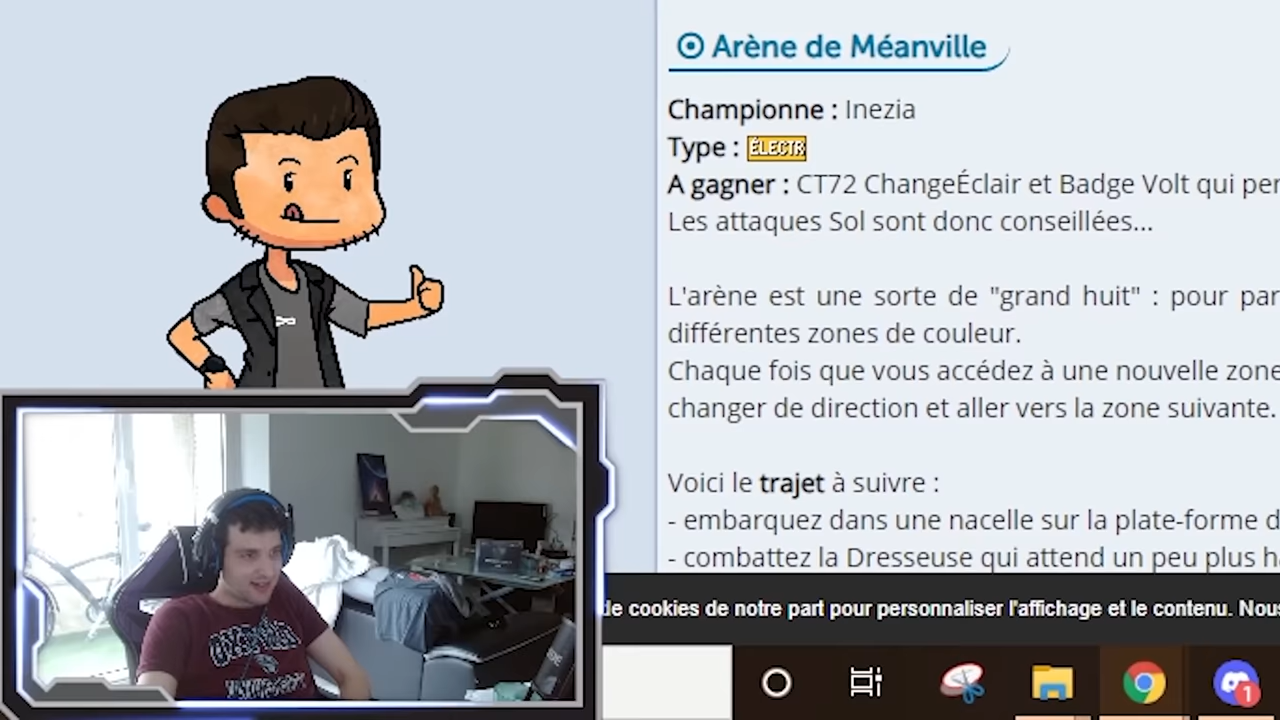 Arène de Méanville
Championne : Inezia
Type : ÉLECTR
A gagner : CT72 ChangeÉclair et Badge Volt qui per
Les attaques Sol sont donc conseillées...
L'arène est une sorte de "grand huit" : pour par
différentes zones de couleur.
Chaque fois que vous accédez à une nouvelle zone
changer de direction et aller vers la zone suivante.
Voici le trajet à suivre :
- embarquez dans une nacelle sur la plate-forme d
- combattez la Dresseuse qui attend un peu plus h
de cookies de notre part pour personnaliser l'affichage et le contenu. Nous
1